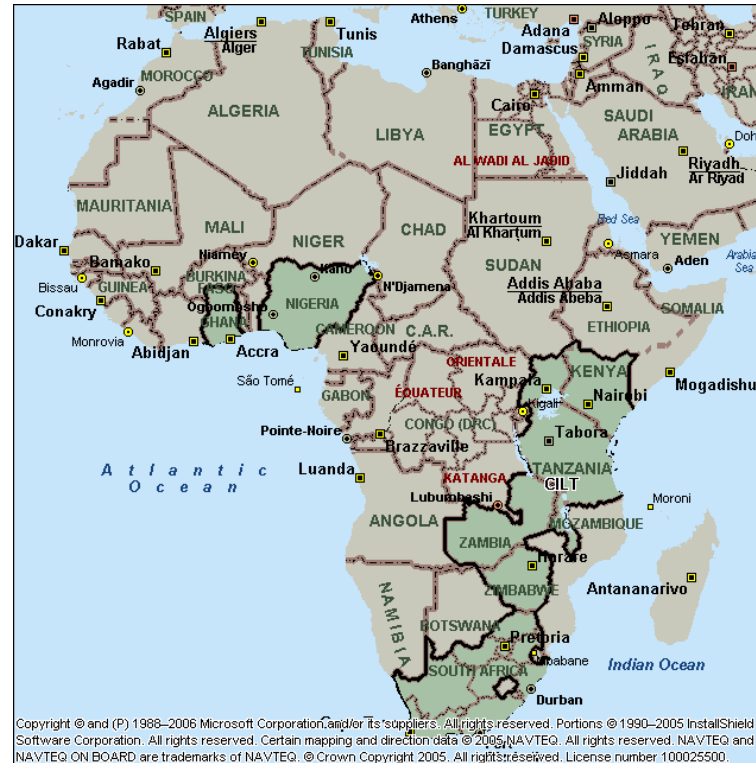 SPAIN
Athens
TURKEY
Adana
Aleppo
Tehran
Algiers
Alger
Tunis
Rabat
TUNISIA
Damascus
SYRIA
Esfahan
IRAQ
IRAN
MOROCCO
Banghāzī
Agadir
Amman
Cairo
ALGERIA
LIBYA
EGYPT
SAUDI
ARABIA
Doh
AL WADI AL JADID
Riyadh
Ar Riyad
Jiddah
MAURITANIA
MALI
NIGER
CHAD
Khartoum
Al Khartum
Red Sea
Dakar
YEMEN
Asmara
Arabia
Sea
Bamako
Niamey
Kano
SUDAN
Aden
Bissau
GUINEA
BURKINA
FASO
N'Djamena
Addis Ababa
Addis Abeba
SOMALIA
Conakry
Ogbomosho
NIGERIA
GHANA
ETHIOPIA
Monrovia
Abidjan
Accra
CAMEROON
C.A.R.
Yaoundé
ORIENTALE
KENYA
São Tomé
Kampala
Mogadishu
GABON
ÉQUATEUR
Nairobi
Kigali
CONGO (DRC)
Pointe-Noire
Brazzaville
Tabora
Atlantic
Ocean
Luanda
KATANGA
TANZANIA
CILT
Lubumbashi
Moroni
ANGOLA
MOZAMBIQUE
ZAMBIA
Harare
Antananarivo
ZIMBABWE
NAMIBIA
BOTSWANA
Pretoria
Mbabane
Indian Ocean
SOUTH AFRICA
Durban
Copyright © and (P) 1988–2006 Microsoft Corporation and/or its suppliers. All rights reserved. Portions © 1990–2005 InstallShield
Software Corporation. All rights reserved. Certain mapping and direction data © 2005 NAVTEQ. All rights reserved. NAVTEQ and
NAVTEQ ON BOARD are trademarks of NAVTEQ. © Crown Copyright 2005. All rights reserved. License number 100025500.